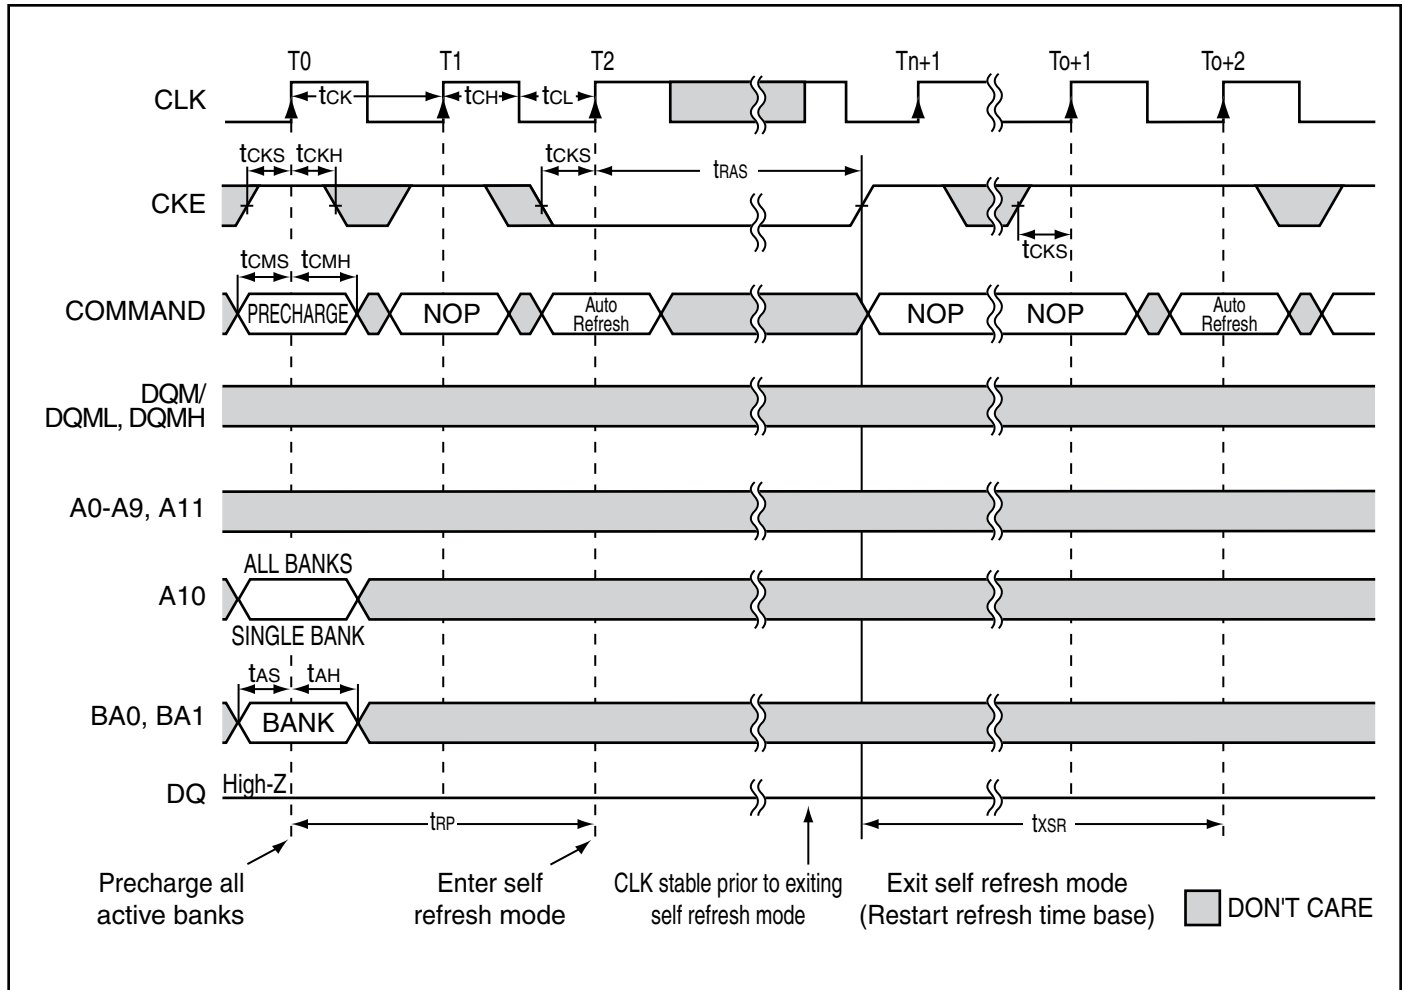 T0 T1 T2 Tn+1 To+1 To+2
CLK tCK tCH tCL
tCKS tCKH tCKS tRAS
CKE
tCKS
tCMS tCMH
COMMAND PRECHARGE NOP Auto Refresh NOP NOP Auto Refresh
DQM/
DQML, DQMH
A0-A9, A11
ALL BANKS
A10
SINGLE BANK
tAS tAH
BA0, BA1 BANK
DQ High-Z
tRP tXSR
Precharge all
active banks
Enter self
refresh mode
CLK stable prior to exiting
self refresh mode
Exit self refresh mode
(Restart refresh time base)
DON'T CARE